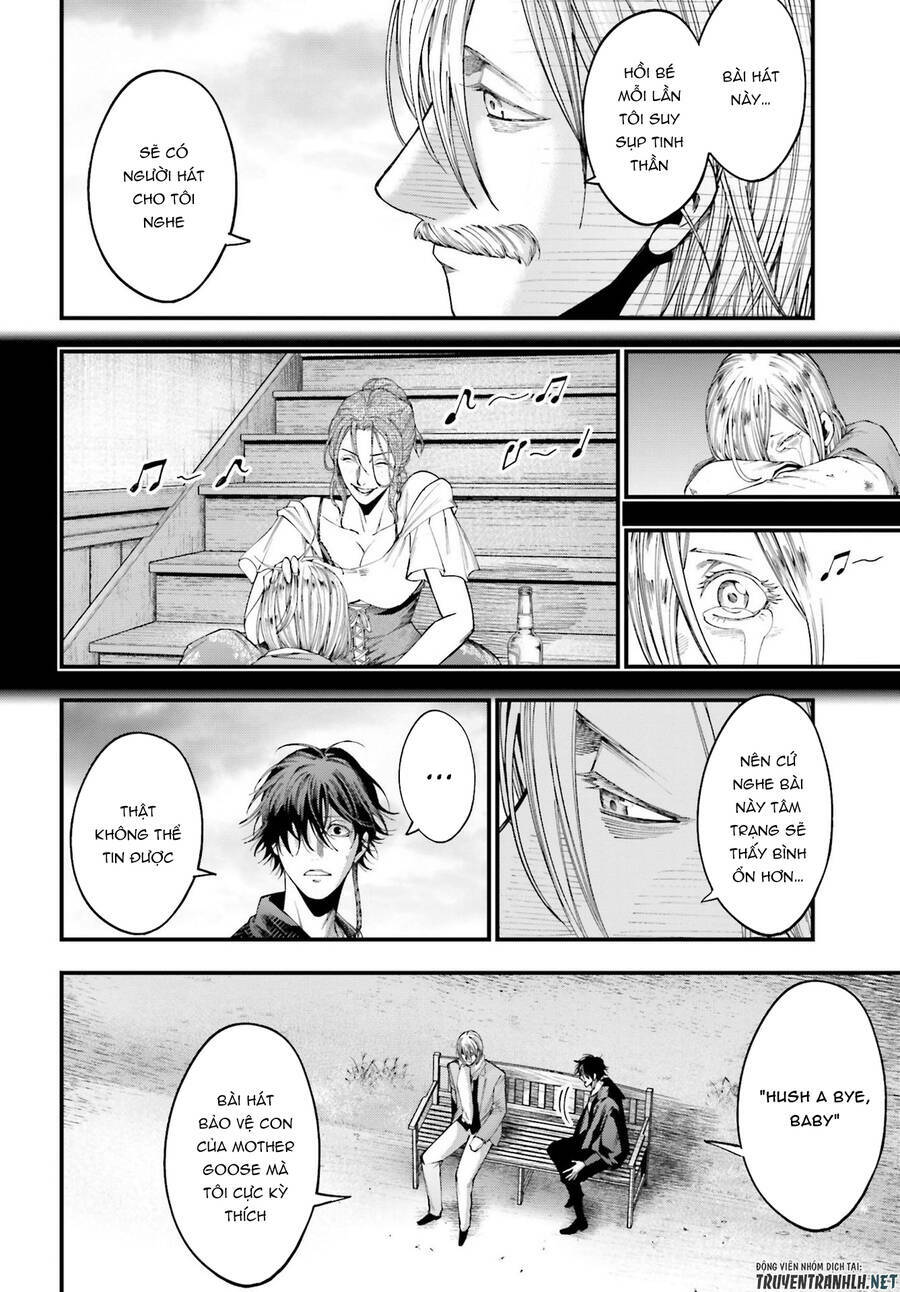 BÀI HÁT
NÀY...
HỒI BÉ
MỖI LẦN
TÔI SUY
SỤP TINH
THẦN
SẼ CÓ
NGƯỜI HÁT
CHO TÔI
NGHE
NÊN CỨ
NGHE BÀI
NÀY TÂM
TRẠNG SẼ
THẤY BÌNH
ỔN HƠN...
...
THẬT
KHÔNG THỂ
TIN ĐƯỢC
"HUSH A BYE,
BABY"
BÀI HÁT
BẢO VỆ CON
CỦA MOTHER
GOOSE MÀ
TÔI CỰC KỲ
THÍCH
ĐỘNG VIÊN NHÓM DỊCH TẠI:
TRUYENTRANHLH.NET